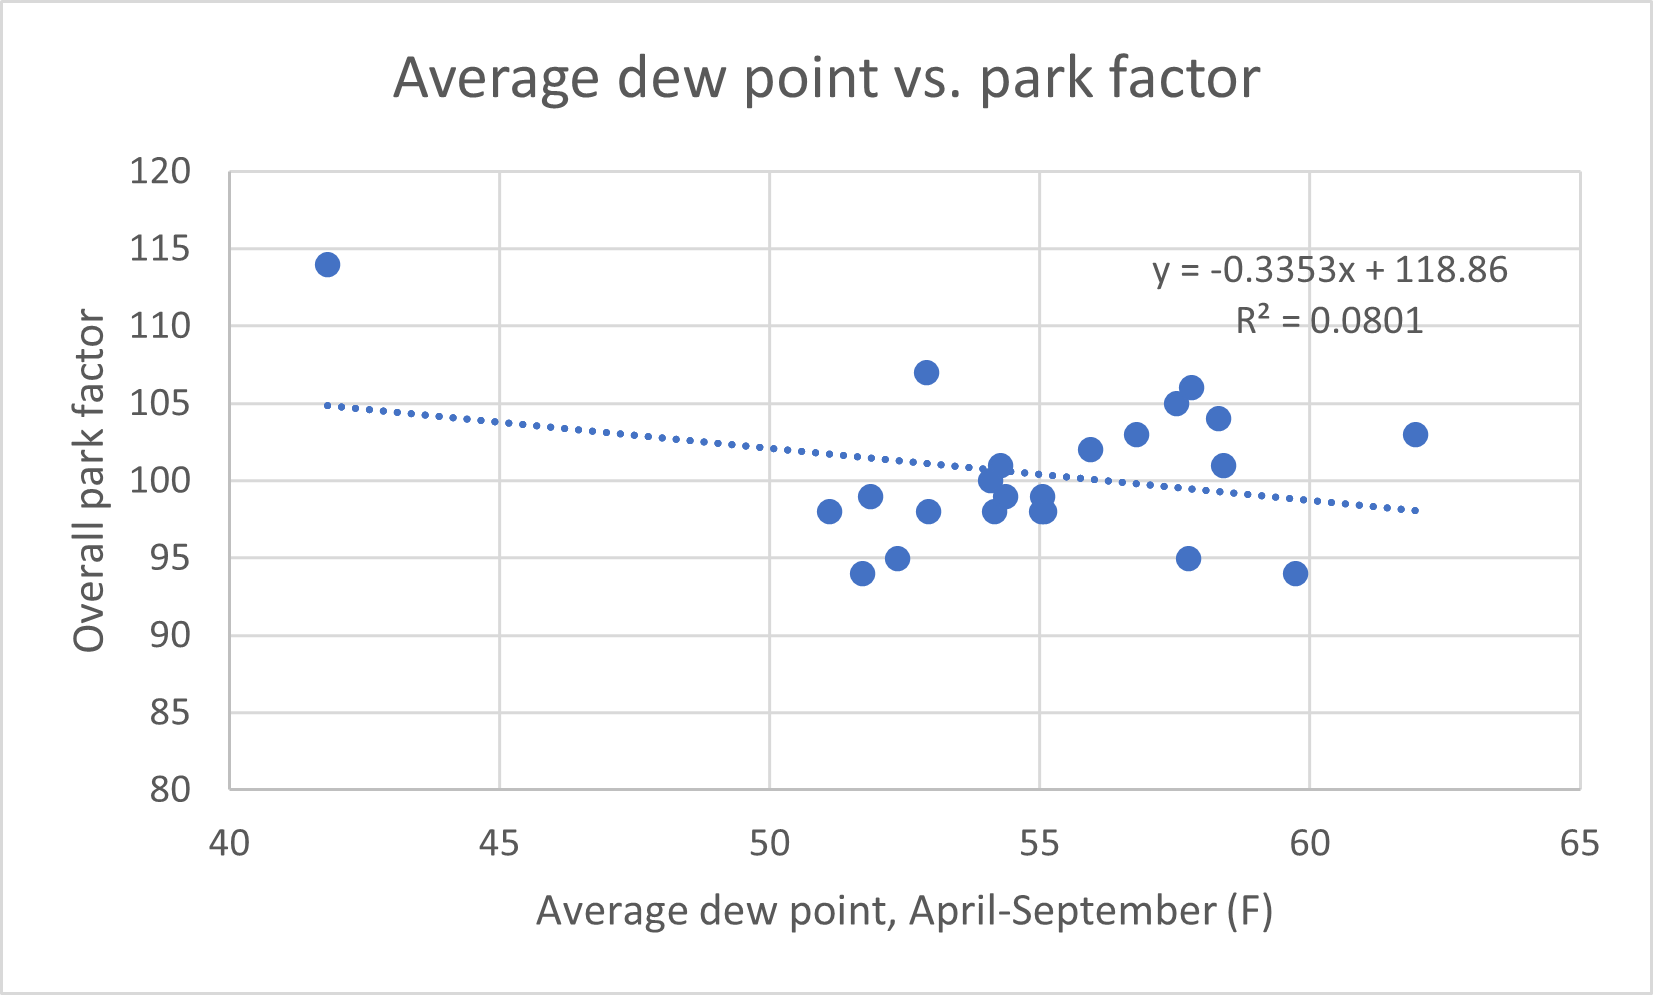 Average dew point vs. park factor
120
115
110
105
100
95
90
85
80
Overall park factor
y = -0.3353x + 118.86
R² = 0.0801
40 45 50 55 60 65
Average dew point, April-September (F)